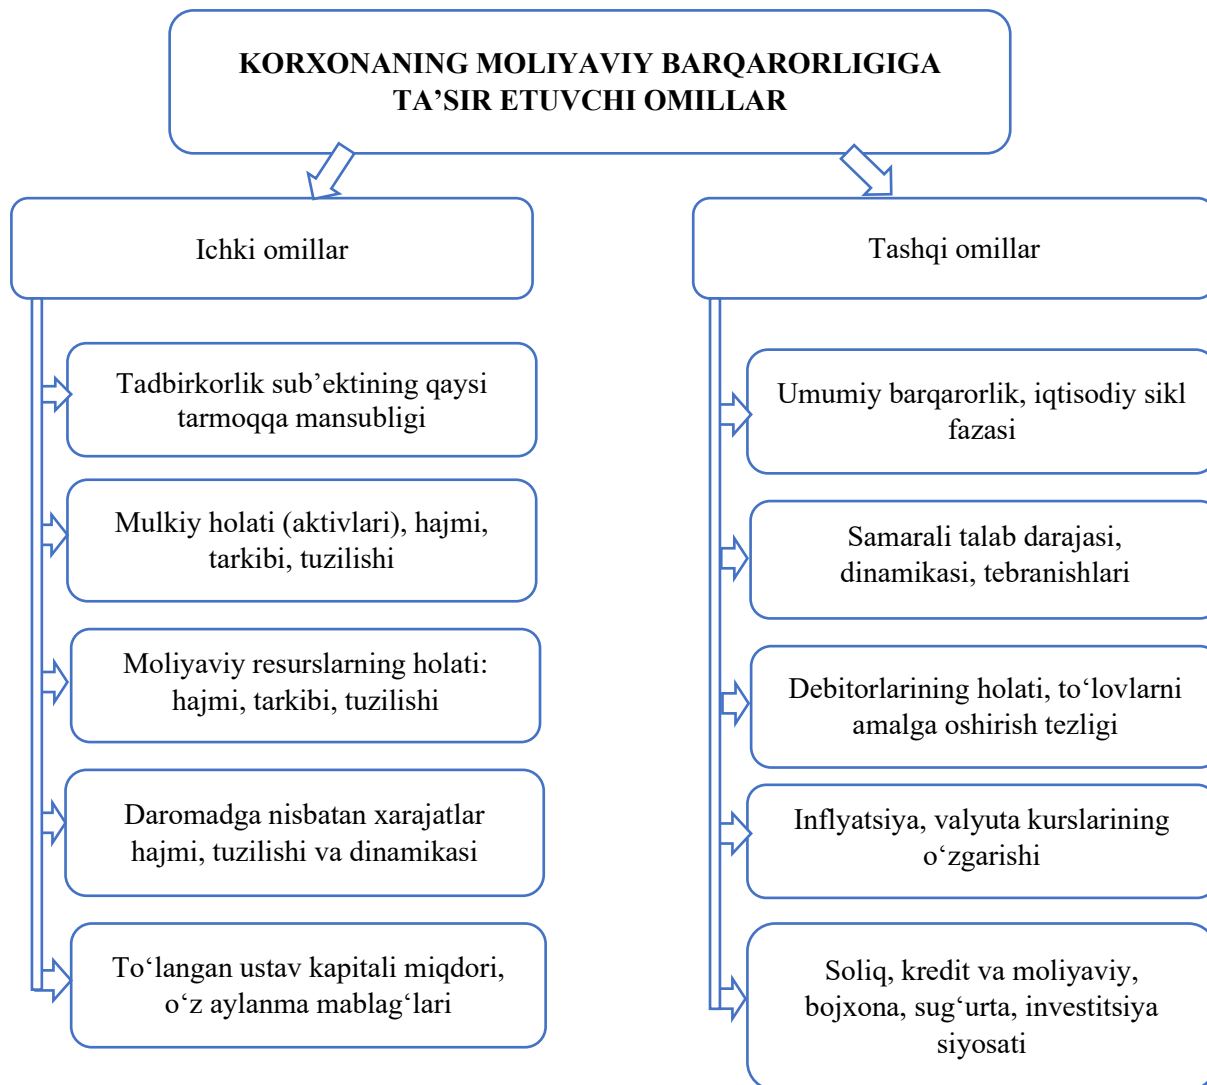 KORXONANING MOLIYAVIY BARQARORLIGIGA
TA’SIR ETUVCHI OMILLAR
Ichki omillar
Tadbirkorlik sub’ektining qaysi
tarmoqqa mansubligi
Mulkiy holati (aktivlari), hajmi,
tarkibi, tuzilishi
Moliyaviy resurslarning holati:
hajmi, tarkibi, tuzilishi
Daromadga nisbatan xarajatlar
hajmi, tuzilishi va dinamikasi
To‘langan ustav kapitali miqdori,
o‘z aylanma mablag‘lari
Tashqi omillar
Umumiy barqarorlik, iqtisodiy sikl
fazasi
Samarali talab darajasi,
dinamikasi, tebranishlari
Debitorlarining holati, to‘lovlarni
amalga oshirish tezligi
Inflyatsiya, valyuta kurslarining
o‘zgarishi
Soliq, kredit va moliyaviy,
bojxona, sug‘urta, investitsiya
siyosati